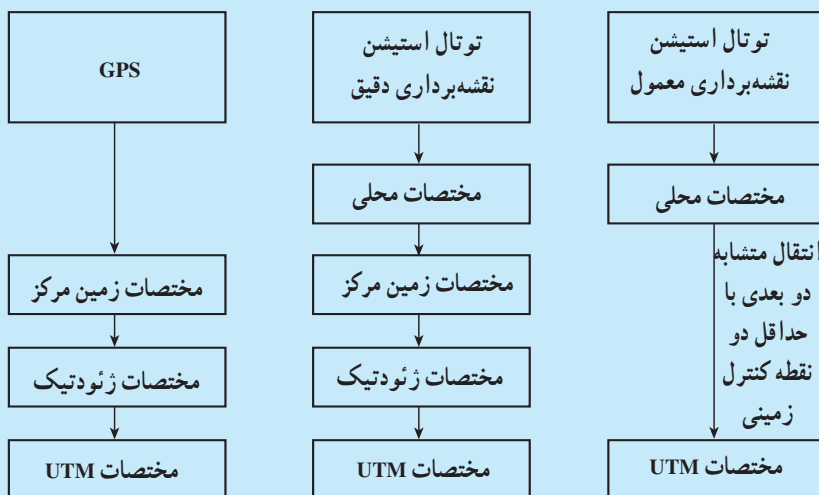 توتال استیشن
نقشه‌برداری معمول
مختصات محلی
انتقال متشابه
دو بعدی با
حداقل دو
نقطه کنترل
زمینی
مختصات UTM
توتال استیشن
نقشه‌برداری دقیق
مختصات محلی
مختصات زمین مرکز
مختصات ژئودتیک
مختصات UTM
GPS
مختصات زمین مرکز
مختصات ژئودتیک
مختصات UTM